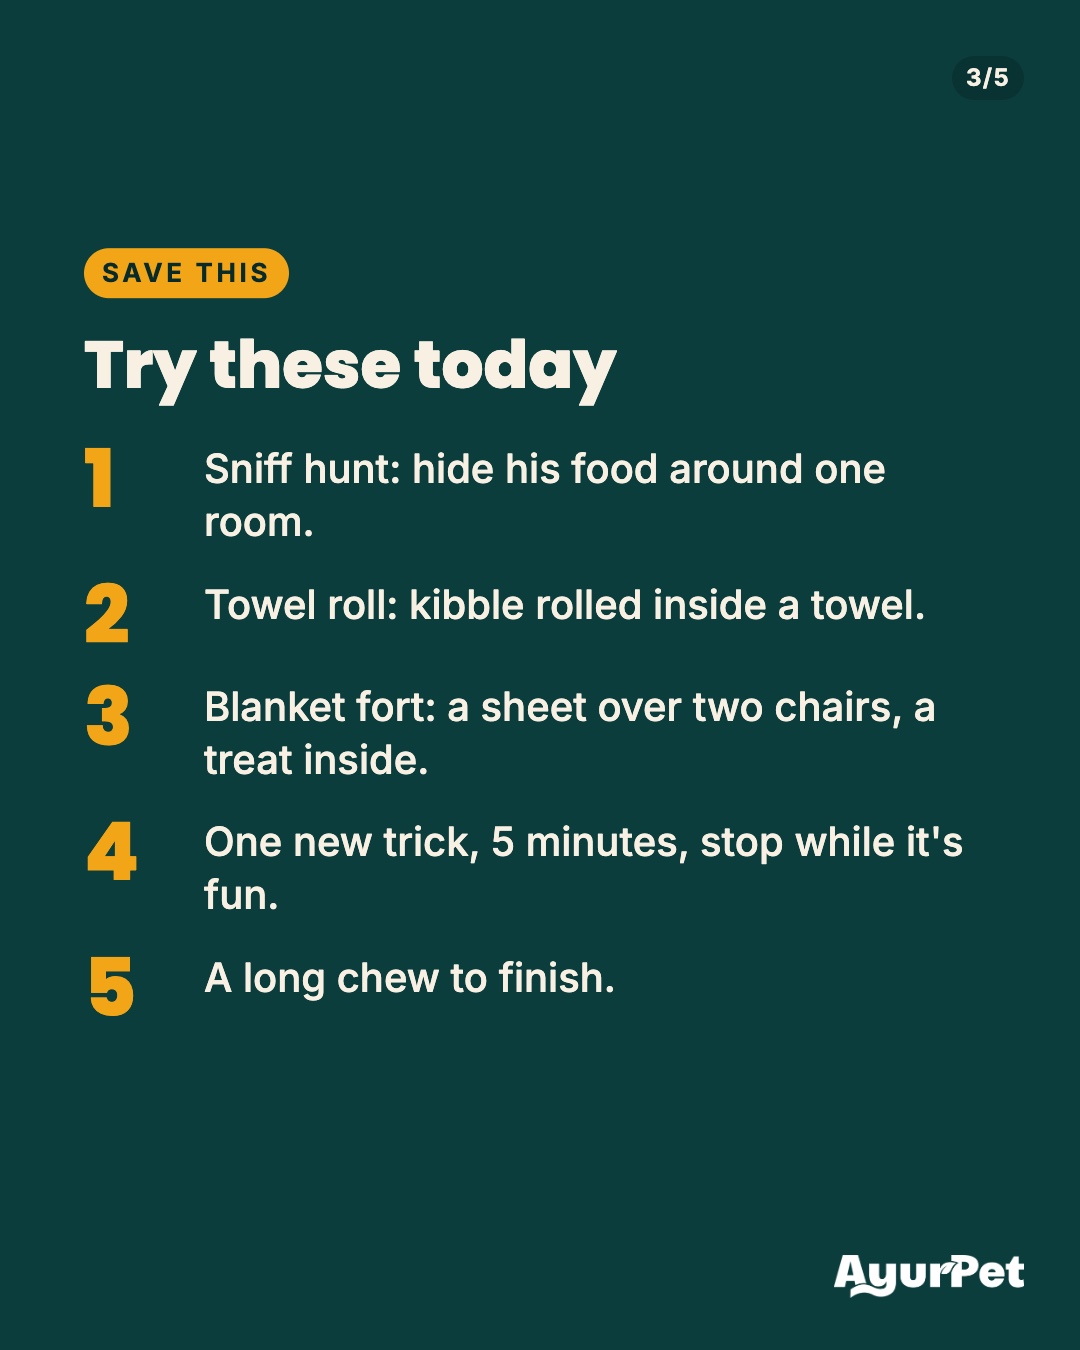 3/5
SAVE THIS
Try these today
1 Sniff hunt: hide his food around one
room.
2 Towel roll: kibble rolled inside a towel.
3 Blanket fort: a sheet over two chairs, a
treat inside.
4 One new trick, 5 minutes, stop while it's
fun.
5 A long chew to finish.
AyurPet